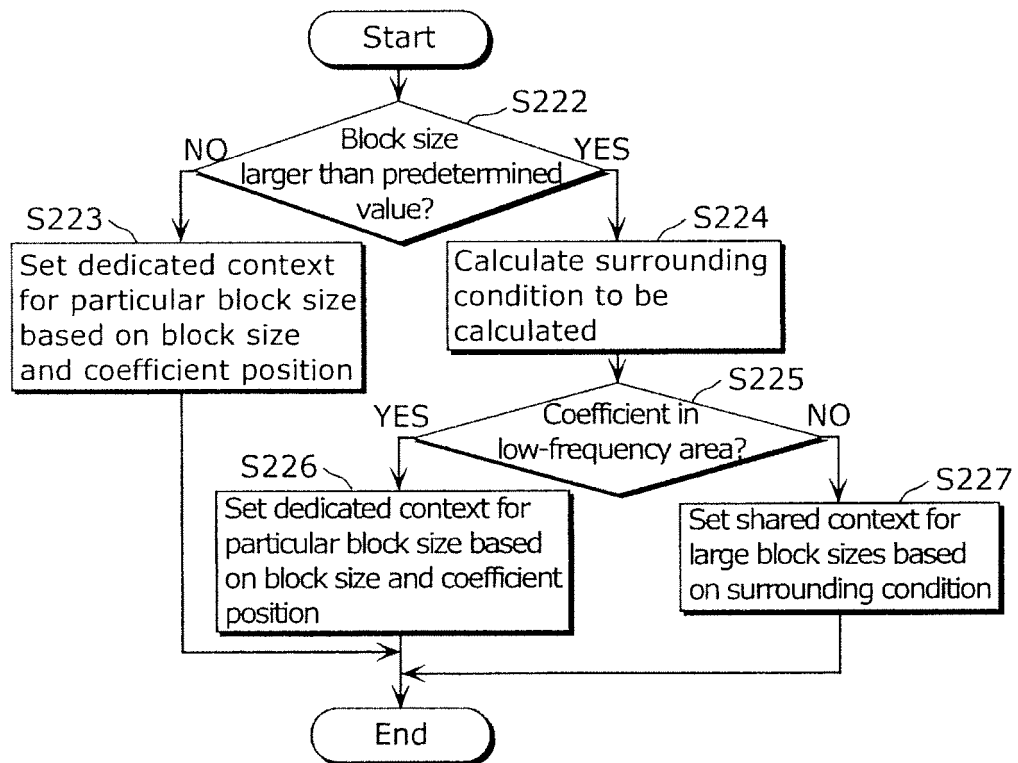 Start
S222
Block size
larger than predetermined
value?
NO
YES
S223
Set dedicated context
for particular block size
based on block size
and coefficient position
S224
Calculate surrounding
condition to be
calculated
S225
Coefficient in
low-frequency area?
YES
NO
S226
Set dedicated context for
particular block size based
on block size and coefficient
position
S227
Set shared context for
large block sizes based
on surrounding condition
End